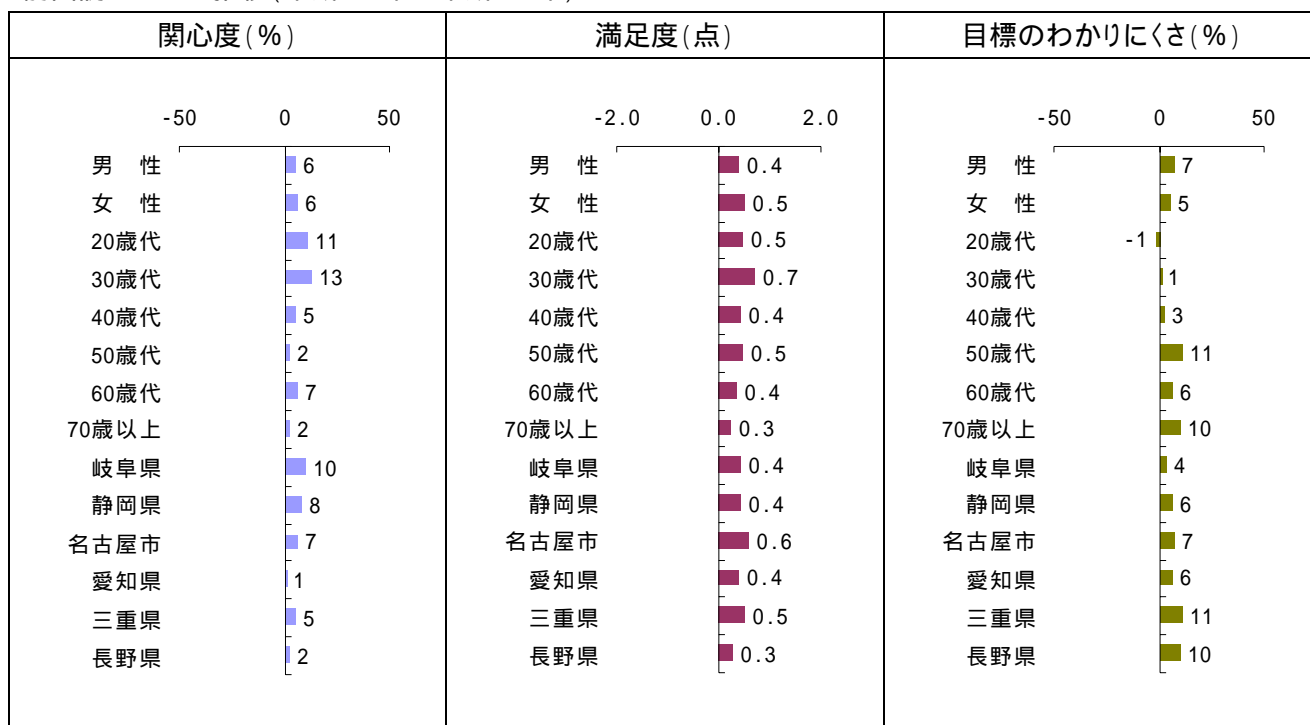 関心度(%)
満足度(点)
目標のわかりにくさ(%)
-50 0 50
-2.0 0.0 2.0
-50 0 50
男 性 6
女 性 6
20歳代 11
30歳代 13
40歳代 5
50歳代 2
60歳代 7
70歳以上 2
岐阜県 10
静岡県 8
名古屋市 7
愛知県 1
三重県 5
長野県 2
男 性 0.4
女 性 0.5
20歳代 0.5
30歳代 0.7
40歳代 0.4
50歳代 0.5
60歳代 0.4
70歳以上 0.3
岐阜県 0.4
静岡県 0.4
名古屋市 0.6
愛知県 0.4
三重県 0.5
長野県 0.3
男 性 7
女 性 5
20歳代 -1
30歳代 1
40歳代 3
50歳代 11
60歳代 6
70歳以上 10
岐阜県 4
静岡県 6
名古屋市 7
愛知県 6
三重県 11
長野県 10